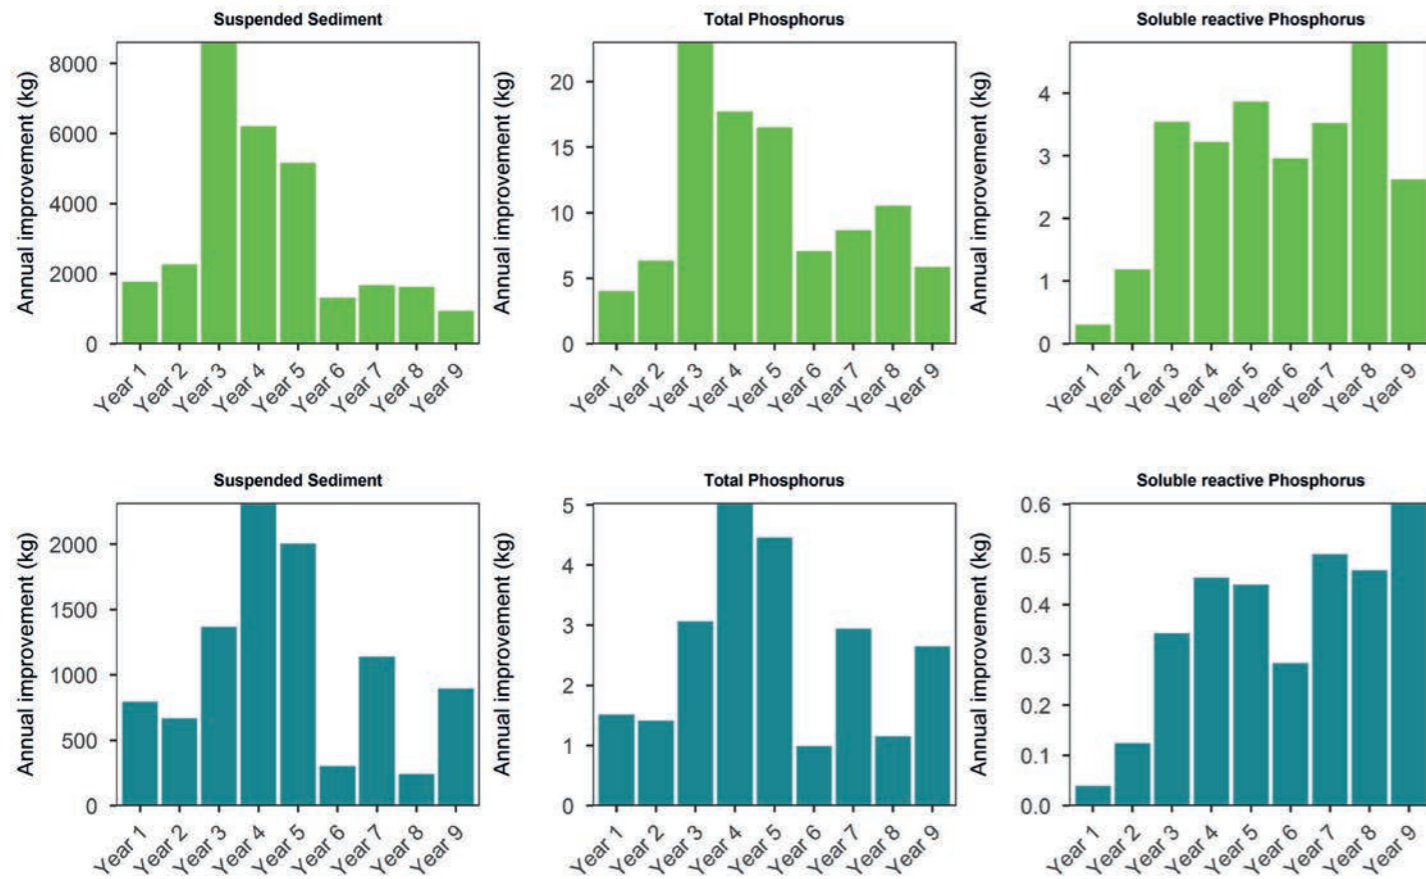 Suspended Sediment
Annual improvement (kg)
8000
6000
4000
2000
0
Year 1
Year 2
Year 3
Year 4
Year 5
Year 6
Year 7
Year 8
Year 9
Total Phosphorus
Annual improvement (kg)
20
15
10
5
0
Year 1
Year 2
Year 3
Year 4
Year 5
Year 6
Year 7
Year 8
Year 9
Soluble reactive Phosphorus
Annual improvement (kg)
4
3
2
1
0
Year 1
Year 2
Year 3
Year 4
Year 5
Year 6
Year 7
Year 8
Year 9
Suspended Sediment
Annual improvement (kg)
2000
1500
1000
500
0
Year 1
Year 2
Year 3
Year 4
Year 5
Year 6
Year 7
Year 8
Year 9
Total Phosphorus
Annual improvement (kg)
5
4
3
2
1
0
Year 1
Year 2
Year 3
Year 4
Year 5
Year 6
Year 7
Year 8
Year 9
Soluble reactive Phosphorus
Annual improvement (kg)
0.6
0.5
0.4
0.3
0.2
0.1
0.0
Year 1
Year 2
Year 3
Year 4
Year 5
Year 6
Year 7
Year 8
Year 9